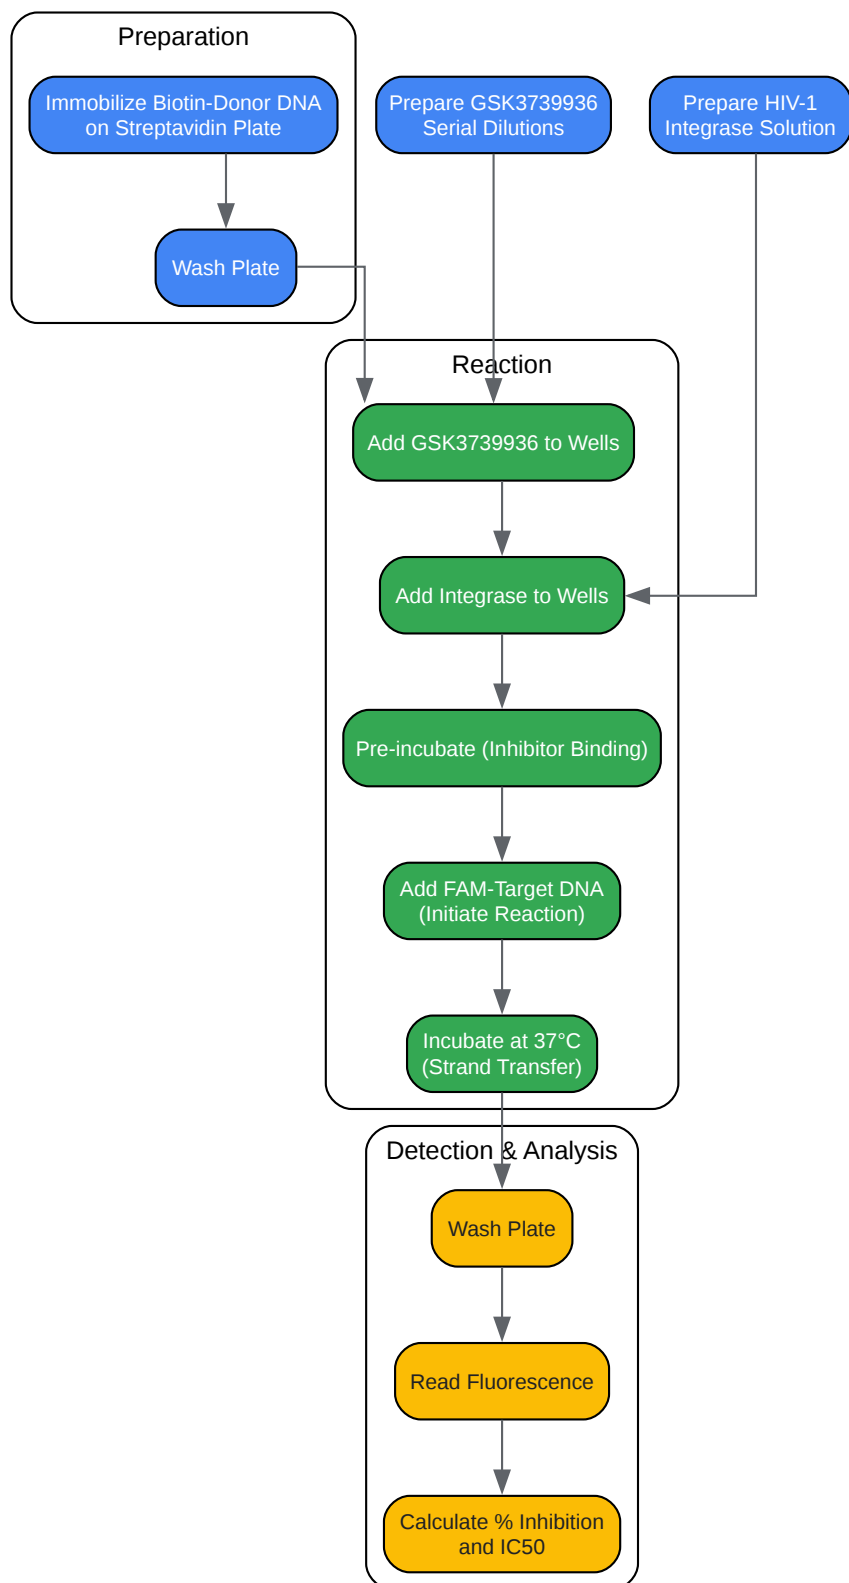 Preparation
Immobilize Biotin-Donor DNA
on Streptavidin Plate
Prepare GSK3739936
Serial Dilutions
Prepare HIV-1
Integrase Solution
Wash Plate
Reaction
Add GSK3739936 to Wells
Add Integrase to Wells
Pre-incubate (Inhibitor Binding)
Add FAM-Target DNA
(Initiate Reaction)
Incubate at 37°C
(Strand Transfer)
Detection & Analysis
Wash Plate
Read Fluorescence
Calculate % Inhibition
and IC50